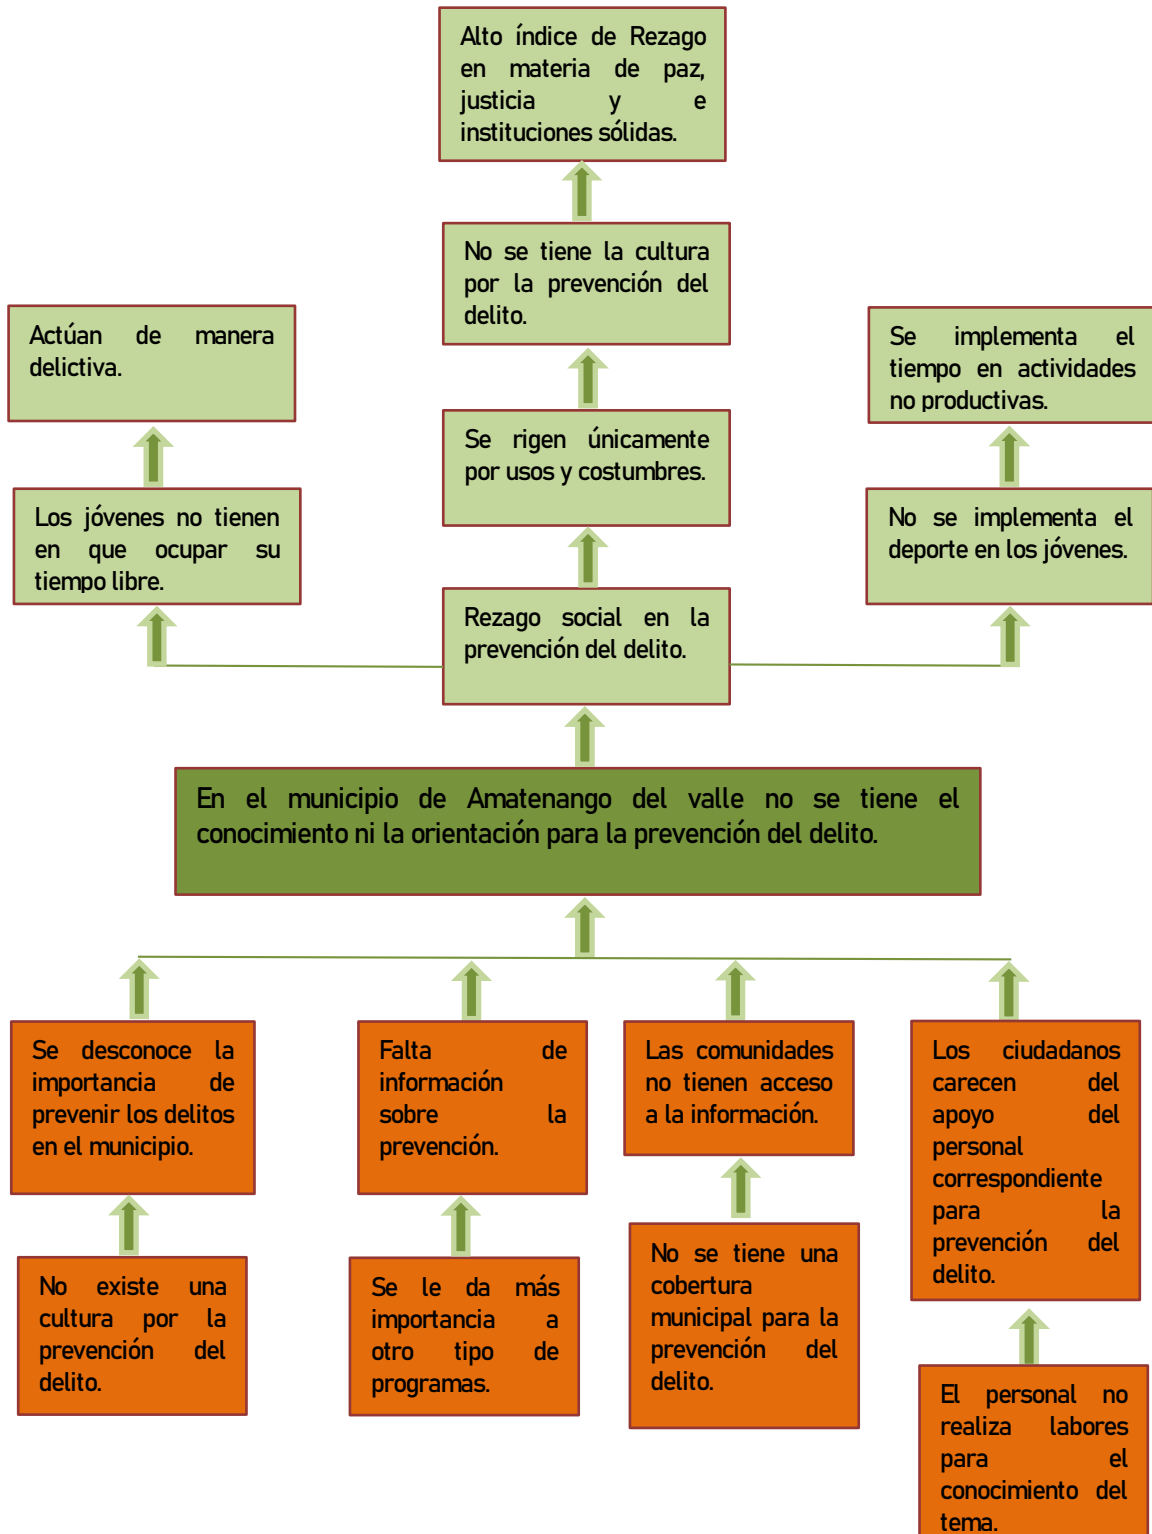 Alto índice de Rezago
en materia de paz,
justicia y e
instituciones sólidas.
No se tiene la cultura
por la prevención del
delito.
Actúan de manera
delictiva.
Se implementa el
tiempo en actividades
no productivas.
Se rigen únicamente
por usos y costumbres.
Los jóvenes no tienen
en que ocupar su
tiempo libre.
No se implementa el
deporte en los jóvenes.
Rezago social en la
prevención del delito.
En el municipio de Amatenango del valle no se tiene el
conocimiento ni la orientación para la prevención del delito.
Se desconoce la
importancia de
prevenir los delitos
en el municipio.
Falta de
información
sobre la
prevención.
Las comunidades
no tienen acceso
a la información.
Los ciudadanos
carecen del
apoyo del
personal
correspondiente
para la
prevención del
delito.
No existe una
cultura por la
prevención del
delito.
Se le da más
importancia a
otro tipo de
programas.
No se tiene una
cobertura
municipal para la
prevención del
delito.
El personal no
realiza labores
para el
conocimiento del
tema.